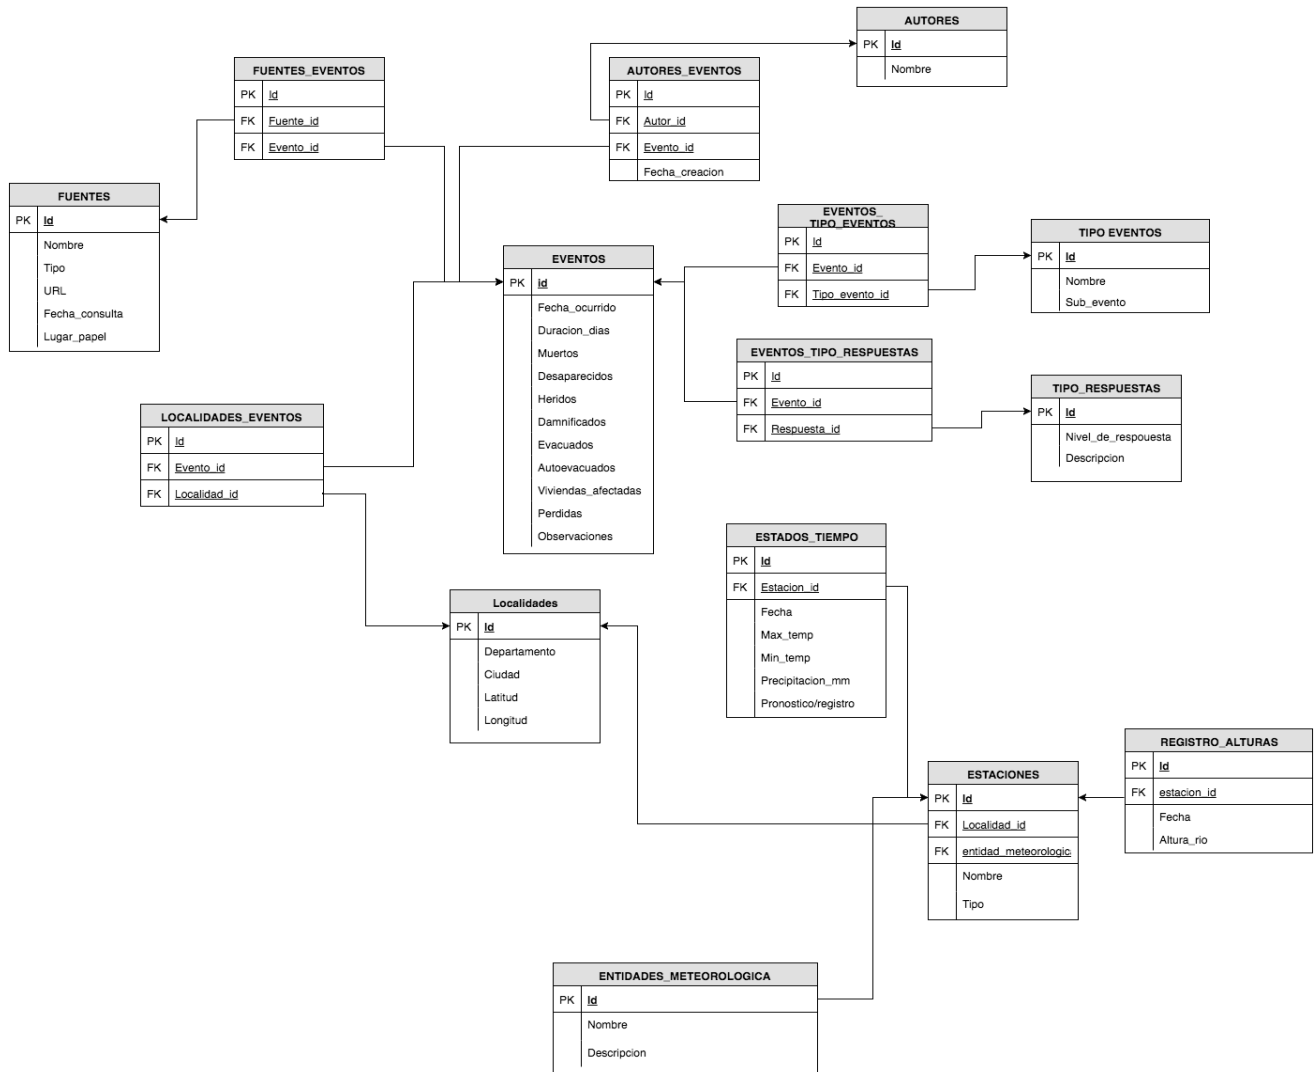 AUTORES
PK Id
Nombre
FUENTES_EVENTOS
PK Id
FK Fuente_id
FK Evento_id
AUTORES_EVENTOS
PK Id
FK Autor_id
FK Evento_id
Fecha_creacion
FUENTES
PK Id
Nombre
Tipo
URL
Fecha_consulta
Lugar_papel
EVENTOS_
TIPO_EVENTOS
PK Id
FK Evento_id
FK Tipo_evento_id
TIPO EVENTOS
PK Id
Nombre
Sub_evento
EVENTOS
PK id
Fecha_ocurrido
Duracion_dias
Muertos
Desaparecidos
Heridos
Damnificados
Evacuados
Autoevacuados
Viviendas_afectadas
Perdidas
Observaciones
EVENTOS_TIPO_RESPUESTAS
PK Id
FK Evento_id
FK Respuesta_id
TIPO_RESPUESTAS
PK Id
Nivel_de_respouesta
Descripcion
LOCALIDADES_EVENTOS
PK Id
FK Evento_id
FK Localidad_id
ESTADOS_TIEMPO
PK Id
FK Estacion_id
Fecha
Max_temp
Min_temp
Precipitacion_mm
Pronostico/registro
Localidades
PK Id
Departamento
Ciudad
Latitud
Longitud
REGISTRO_ALTURAS
PK Id
FK estacion_id
Fecha
Altura_rio
ESTACIONES
PK Id
FK Localidad_id
FK entidad_meteorologic
Nombre
Tipo
ENTIDADES_METEOROLOGICA
PK Id
Nombre
Descripcion